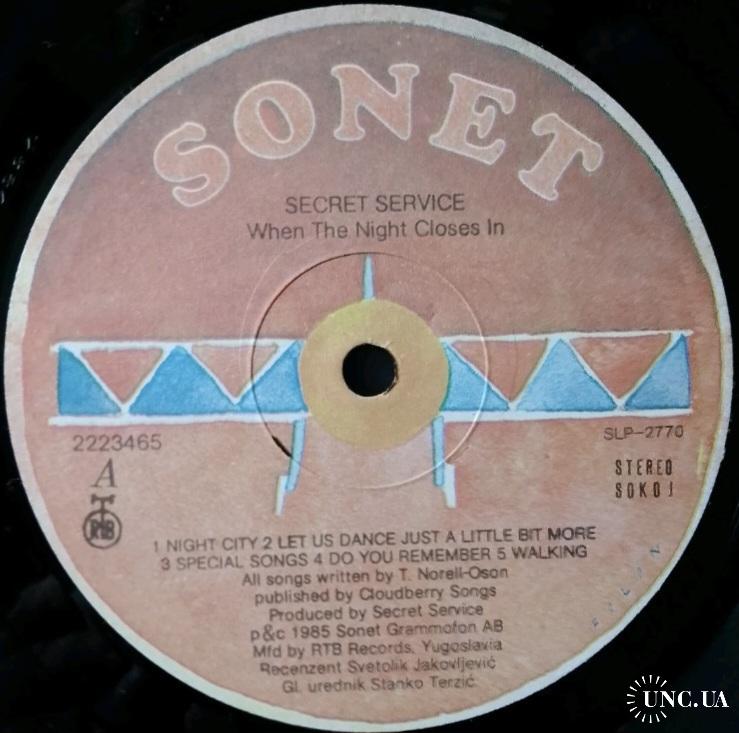 SONET
SECRET SERVICE
When The Night Closes In
2223465
SLP-2770
A
STEREO
SOKOJ
RTB
1 NIGHT CITY 2 LET US DANCE JUST A LITTLE BIT MORE
3 SPECIAL SONGS 4 DO YOU REMEMBER 5 WALKING
All songs written by T. Norell-Oson
published by Cloudberry Songs
Produced by Secret Service
p&c 1985 Sonet Grammofon AB
Mfd by RTB Records, Yugoslavia
Recenzent Svetolik Jakovljević
Gl. urednik Stanko Terzić
UNC.UA